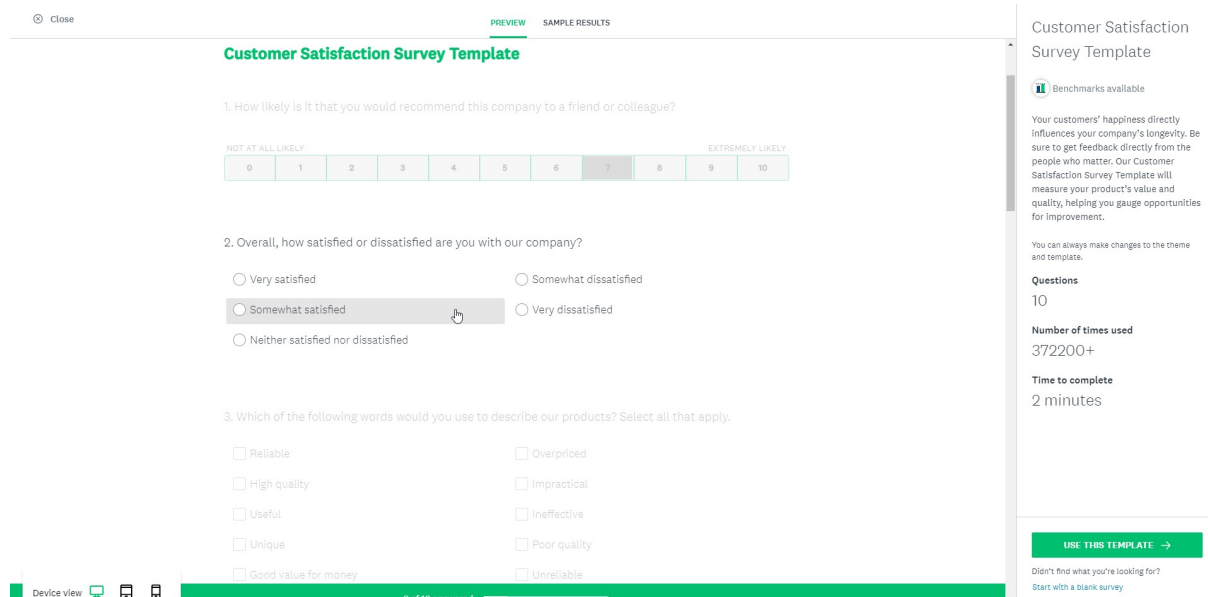 Close
PREVIEW SAMPLE RESULTS
Customer Satisfaction Survey Template
1. How likely is it that you would recommend this company to a friend or colleague?
NOT AT ALL LIKELY EXTREMELY LIKELY
0 1 2 3 4 5 6 7 8 9 10
2. Overall, how satisfied or dissatisfied are you with our company?
Very satisfied Somewhat dissatisfied
Somewhat satisfied Very dissatisfied
Neither satisfied nor dissatisfied
3. Which of the following words would you use to describe our products? Select all that apply.
Reliable Overpriced
High quality Impractical
Useful Ineffective
Unique Poor quality
Good value for money Unreliable
Device view
Customer Satisfaction
Survey Template
Benchmarks available
Your customers' happiness directly
influences your company's longevity. Be
sure to get feedback directly from the
people who matter. Our Customer
Satisfaction Survey Template will
measure your product's value and
quality, helping you gauge opportunities
for improvement.
You can always make changes to the theme
and template.
Questions
10
Number of times used
372200+
Time to complete
2 minutes
USE THIS TEMPLATE
Didn't find what you're looking for?
Start with a blank survey